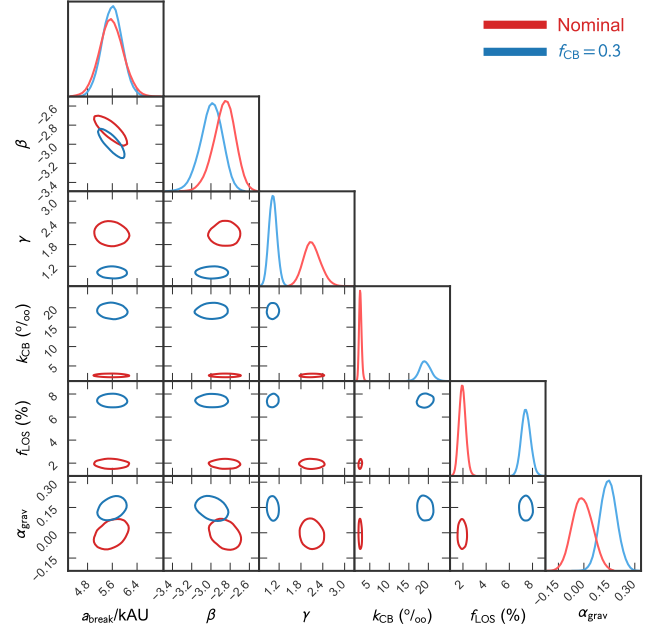 Nominal
f_CB = 0.3
−2.6
−2.8
−3.0
−3.2
−3.4
β
3.0
2.4
1.8
1.2
γ
20
15
10
5
k_CB (°/₀₀)
8
6
4
2
f_LOS (%)
0.30
0.15
0.00
−0.15
α_grav
4.8 5.6 6.4
−3.4 −3.2 −3.0 −2.8 −2.6
1.2 1.8 2.4 3.0
5 10 15 20
2 4 6 8
−0.15 0.00 0.15 0.30
a_break/kAU β γ k_CB (°/₀₀) f_LOS (%) α_grav